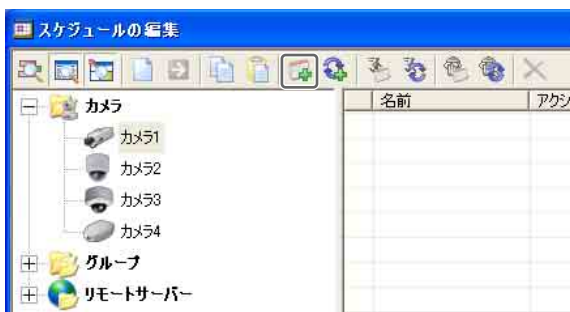 スケジュールの編集
名前
アクシ
カメラ
カメラ1
カメラ2
カメラ3
カメラ4
グループ
リモートサーバー